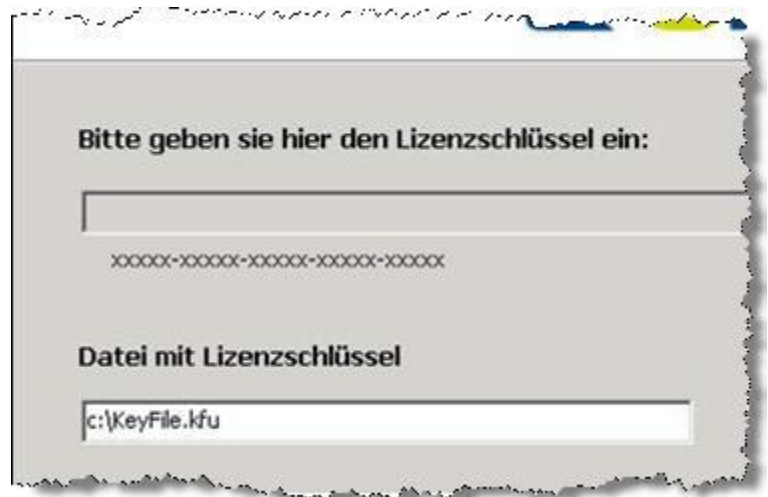 Bitte geben sie hier den Lizenzschlüssel ein:
xxxxx-xxxxx-xxxxx-xxxxx-xxxxx
Datei mit Lizenzschlüssel
c:\KeyFile.kfu